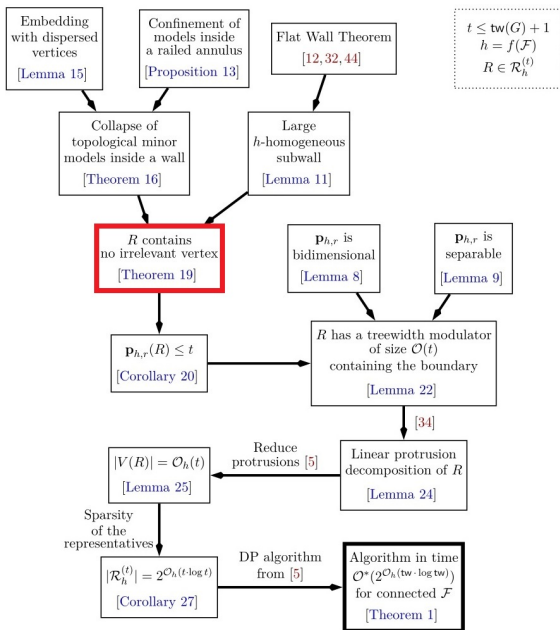 Embedding
with dispersed
vertices
[Lemma 15]
Confinement of
models inside
a railed annulus
[Proposition 13]
Flat Wall Theorem
[12, 32, 44]
t ≤ tw(G) + 1
h = f(ℱ)
R ∈ ℛ_h^{(t)}
Collapse of
topological minor
models inside a wall
[Theorem 16]
Large
h-homogeneous
subwall
[Lemma 11]
R contains
no irrelevant vertex
[Theorem 19]
p_{h,r} is
bidimensional
[Lemma 8]
p_{h,r} is
separable
[Lemma 9]
p_{h,r}(R) ≤ t
[Corollary 20]
R has a treewidth modulator
of size 𝒪(t)
containing the boundary
[Lemma 22]
[34]
Linear protrusion
decomposition of R
[Lemma 24]
Reduce
protrusions [5]
|V(R)| = 𝒪_h(t)
[Lemma 25]
Sparsity
of the
representatives
|ℛ_h^{(t)}| = 2^{𝒪_h(t·log t)}
[Corollary 27]
DP algorithm
from [5]
Algorithm in time
𝒪*(2^{𝒪_h(tw·log tw)})
for connected ℱ
[Theorem 1]